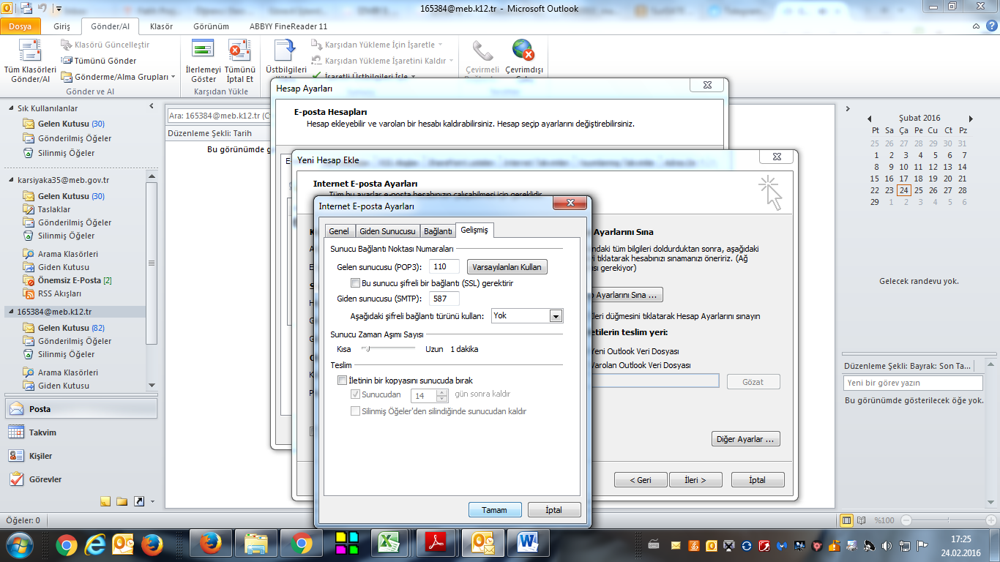 165384@meb.k12.tr - Microsoft Outlook
Dosya Giriş Gönder/Al Klasör Görünüm ABBYY FineReader 11
Tüm Klasörleri Gönder/Al
Klasörü Güncelleştir
Tümünü Gönder
Gönderme/Alma Grupları
Gönder ve Al
İlerlemeyi Göster
Tümünü İptal Et
Karşıdan Yükle
Üstbilgileri
Karşıdan Yükleme İçin İşaretle
Karşıdan Yükleme İşaretini Kaldır
İşaretli Üstbilgileri İşle
Çevirmeli
Çevrimdışı
Sık Kullanılanlar
Gelen Kutusu (30)
Gönderilmiş Öğeler
Silinmiş Öğeler
karsiyaka35@meb.gov.tr
Gelen Kutusu (30)
Taslaklar
Gönderilmiş Öğeler
Silinmiş Öğeler
Arama Klasörleri
Giden Kutusu
Önemsiz E-Posta [2]
RSS Akışları
165384@meb.k12.tr
Gelen Kutusu (82)
Gönderilmiş Öğeler
Silinmiş Öğeler
Arama Klasörleri
Giden Kutusu
Posta
Takvim
Kişiler
Görevler
Öğeler: 0
Ara: 165384@meb.k12.tr (C
Düzenleme Şekli: Tarih
Bu görünümde g
Hesap Ayarları
E-posta Hesapları
Hesap ekleyebilir ve varolan bir hesabı kaldırabilirsiniz. Hesap seçip ayarlarını değiştirebilirsiniz.
Yeni Hesap Ekle
Internet E-posta Ayarları
Tüm bu ayarlar e-posta hesabınızın çalışabilmesi için gereklidir.
Internet E-posta Ayarları
Genel Giden Sunucusu Bağlantı Gelişmiş
Sunucu Bağlantı Noktası Numaraları
Gelen sunucusu (POP3): 110 Varsayılanları Kullan
Bu sunucu şifreli bir bağlantı (SSL) gerektirir
Giden sunucusu (SMTP): 587
Aşağıdaki şifreli bağlantı türünü kullan: Yok
Sunucu Zaman Aşımı Sayısı
Kısa Uzun 1 dakika
Teslim
İletinin bir kopyasını sunucuda bırak
Sunucudan 14 gün sonra kaldır
Silinmiş Öğeler'den silindiğinde sunucudan kaldır
Tamam İptal
Ayarlarını Sına
ndaki tüm bilgileri doldurduktan sonra, aşağıdaki
i tıklatarak hesabınızı sınamanızı öneririz. (Ağ
ısı gerekiyor)
p Ayarlarını Sına ...
leri düğmesini tıklatarak Hesap Ayarlarını sınayın
etilerin teslim yeri:
Yeni Outlook Veri Dosyası
Varolan Outlook Veri Dosyası
Gözat
Diğer Ayarlar ...
< Geri İleri > İptal
Şubat 2016
Pt Sa Ça Pe Cu Ct Pz
25 26 27 28 29 30 31
1 2 3 4 5 6 7
8 9 10 11 12 13 14
15 16 17 18 19 20 21
22 23 24 25 26 27 28
29 1 2 3 4 5 6
Gelecek randevu yok.
Düzenleme Şekli: Bayrak: Son Ta...
Yeni bir görev yazın
Bu görünümde gösterilecek öğe yok.
%100
17:25
24.02.2016